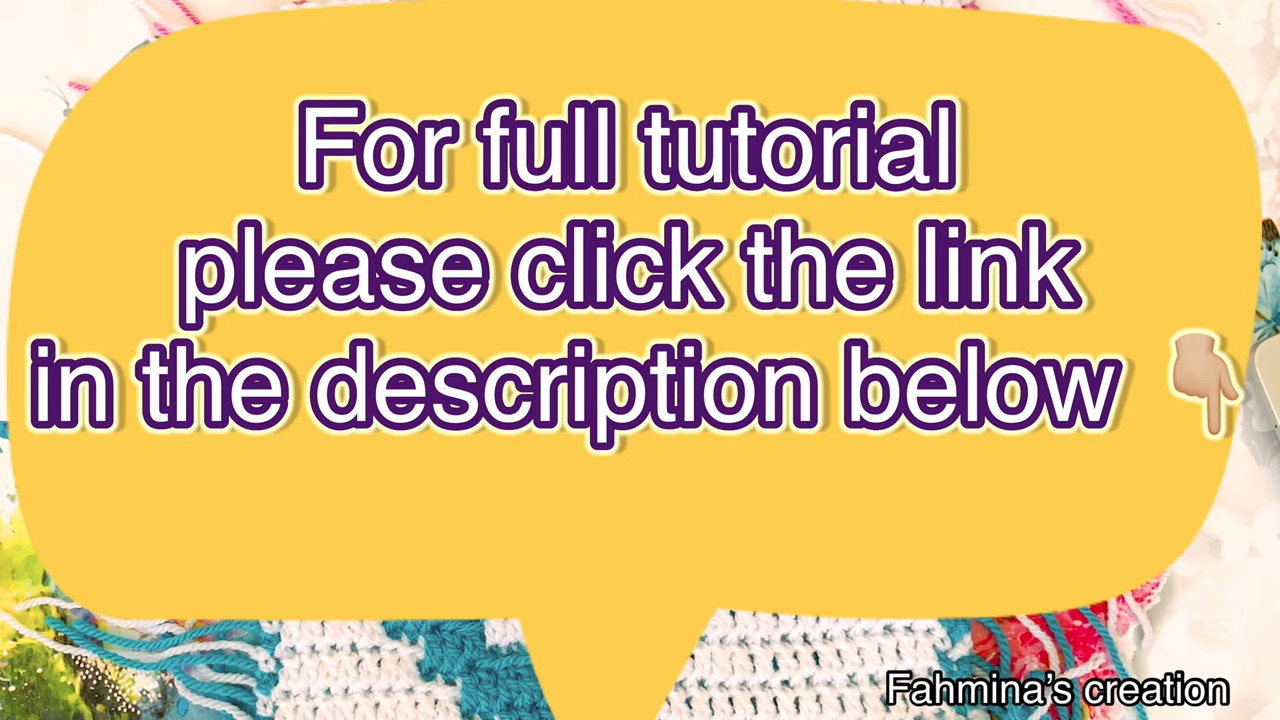 For full tutorial
please click the link
in the description below 👇🏼
Fahmina's creation